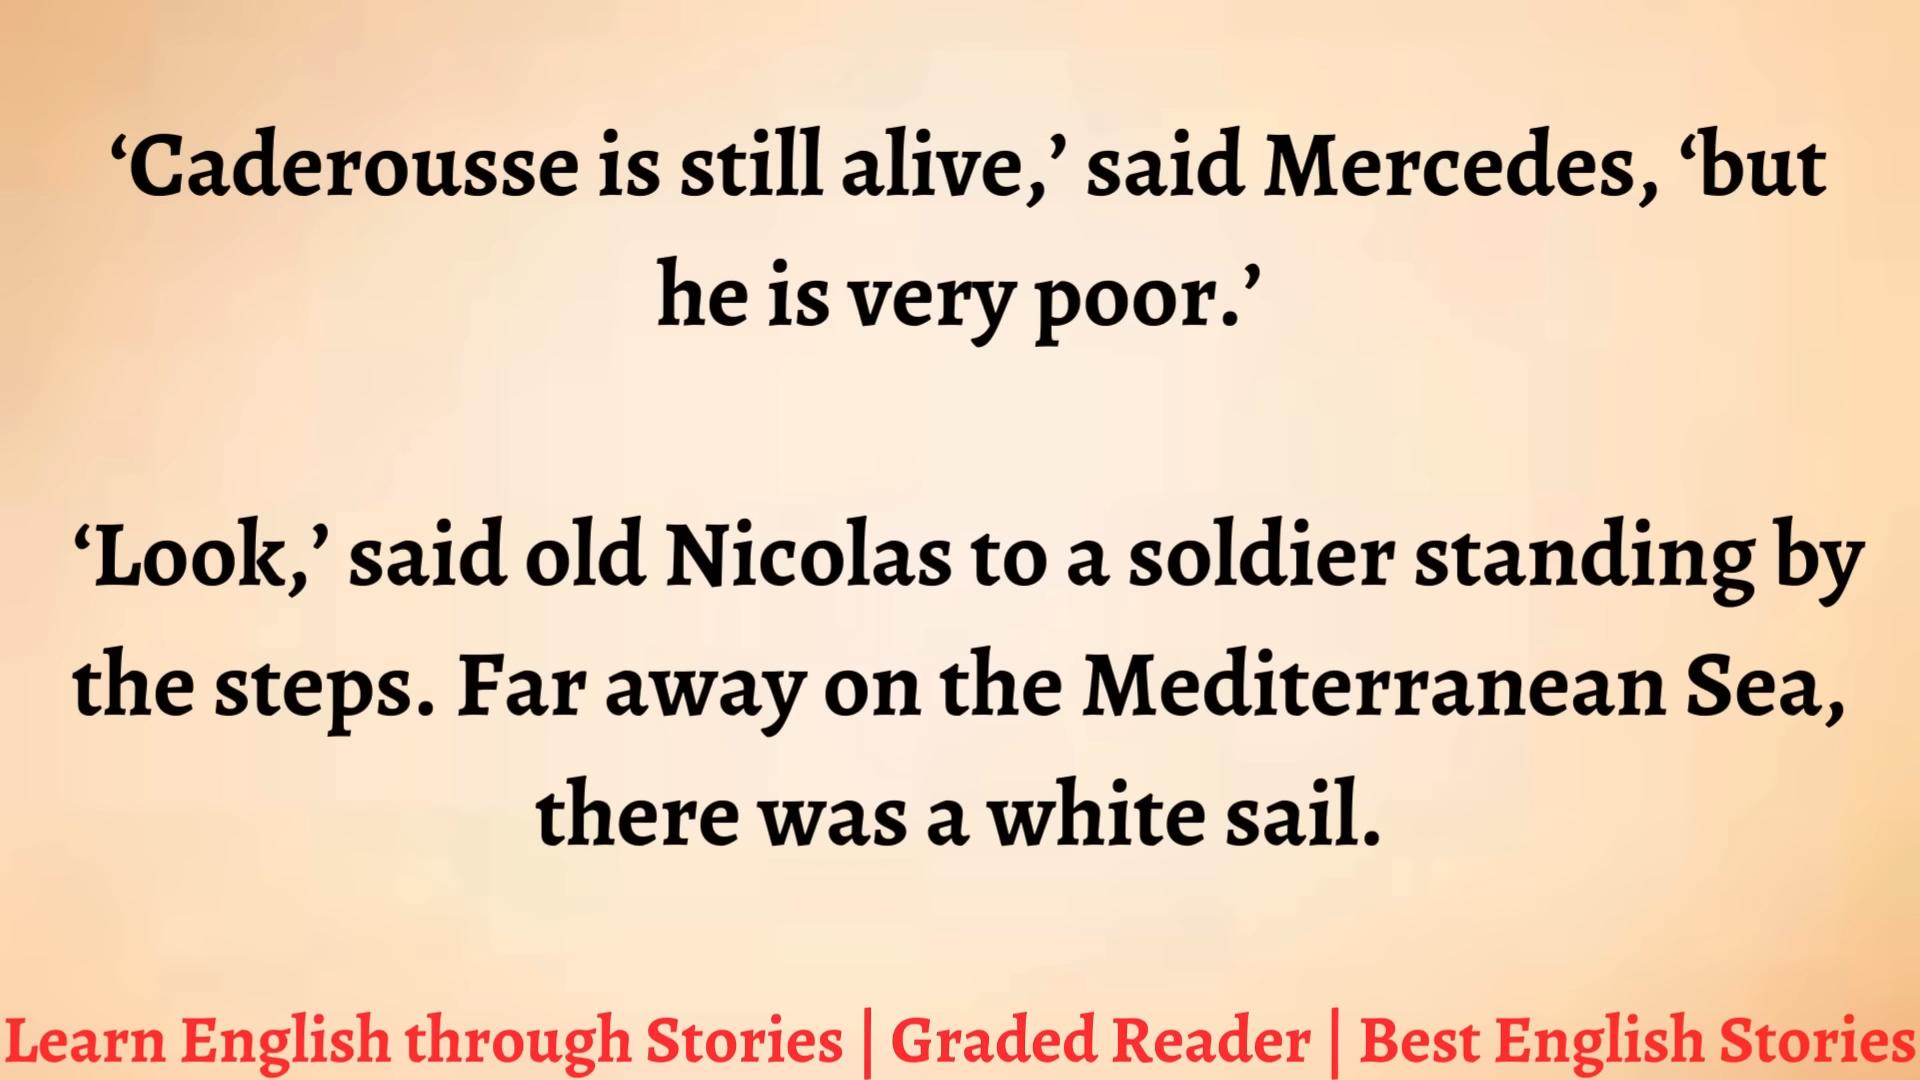 ‘Caderousse is still alive,’ said Mercedes, ‘but
he is very poor.’
‘Look,’ said old Nicolas to a soldier standing by
the steps. Far away on the Mediterranean Sea,
there was a white sail.
Learn English through Stories | Graded Reader | Best English Stories